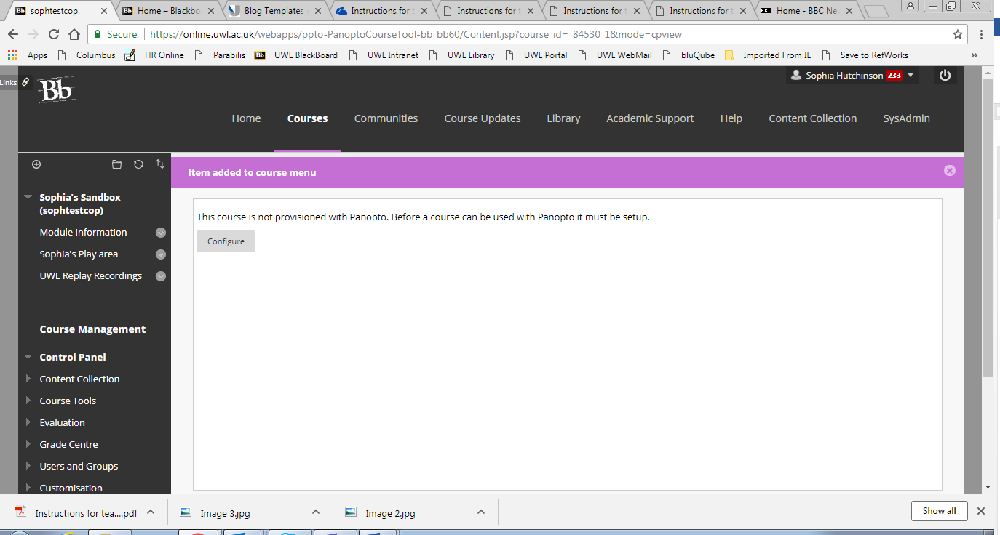 sophtestcop
Home – Blackbo
Blog Templates
Instructions for t
Instructions for t
Instructions for t
Instructions for t
Home - BBC Ne
Secure
https://online.uwl.ac.uk/webapps/ppto-PanoptoCourseTool-bb_bb60/Content.jsp?course_id=_84530_1&mode=cpview
Apps
Columbus
HR Online
Parabilis
UWL BlackBoard
UWL Intranet
UWL Library
UWL Portal
UWL WebMail
bluQube
Imported From IE
Save to RefWorks
»
Links
Bb
Sophia Hutchinson 233
Home
Courses
Communities
Course Updates
Library
Academic Support
Help
Content Collection
SysAdmin
Item added to course menu
Sophia's Sandbox
(sophtestcop)
Module Information
Sophia's Play area
UWL Replay Recordings
This course is not provisioned with Panopto. Before a course can be used with Panopto it must be setup.
Configure
Course Management
Control Panel
Content Collection
Course Tools
Evaluation
Grade Centre
Users and Groups
Customisation
Instructions for tea....pdf
Image 3.jpg
Image 2.jpg
Show all